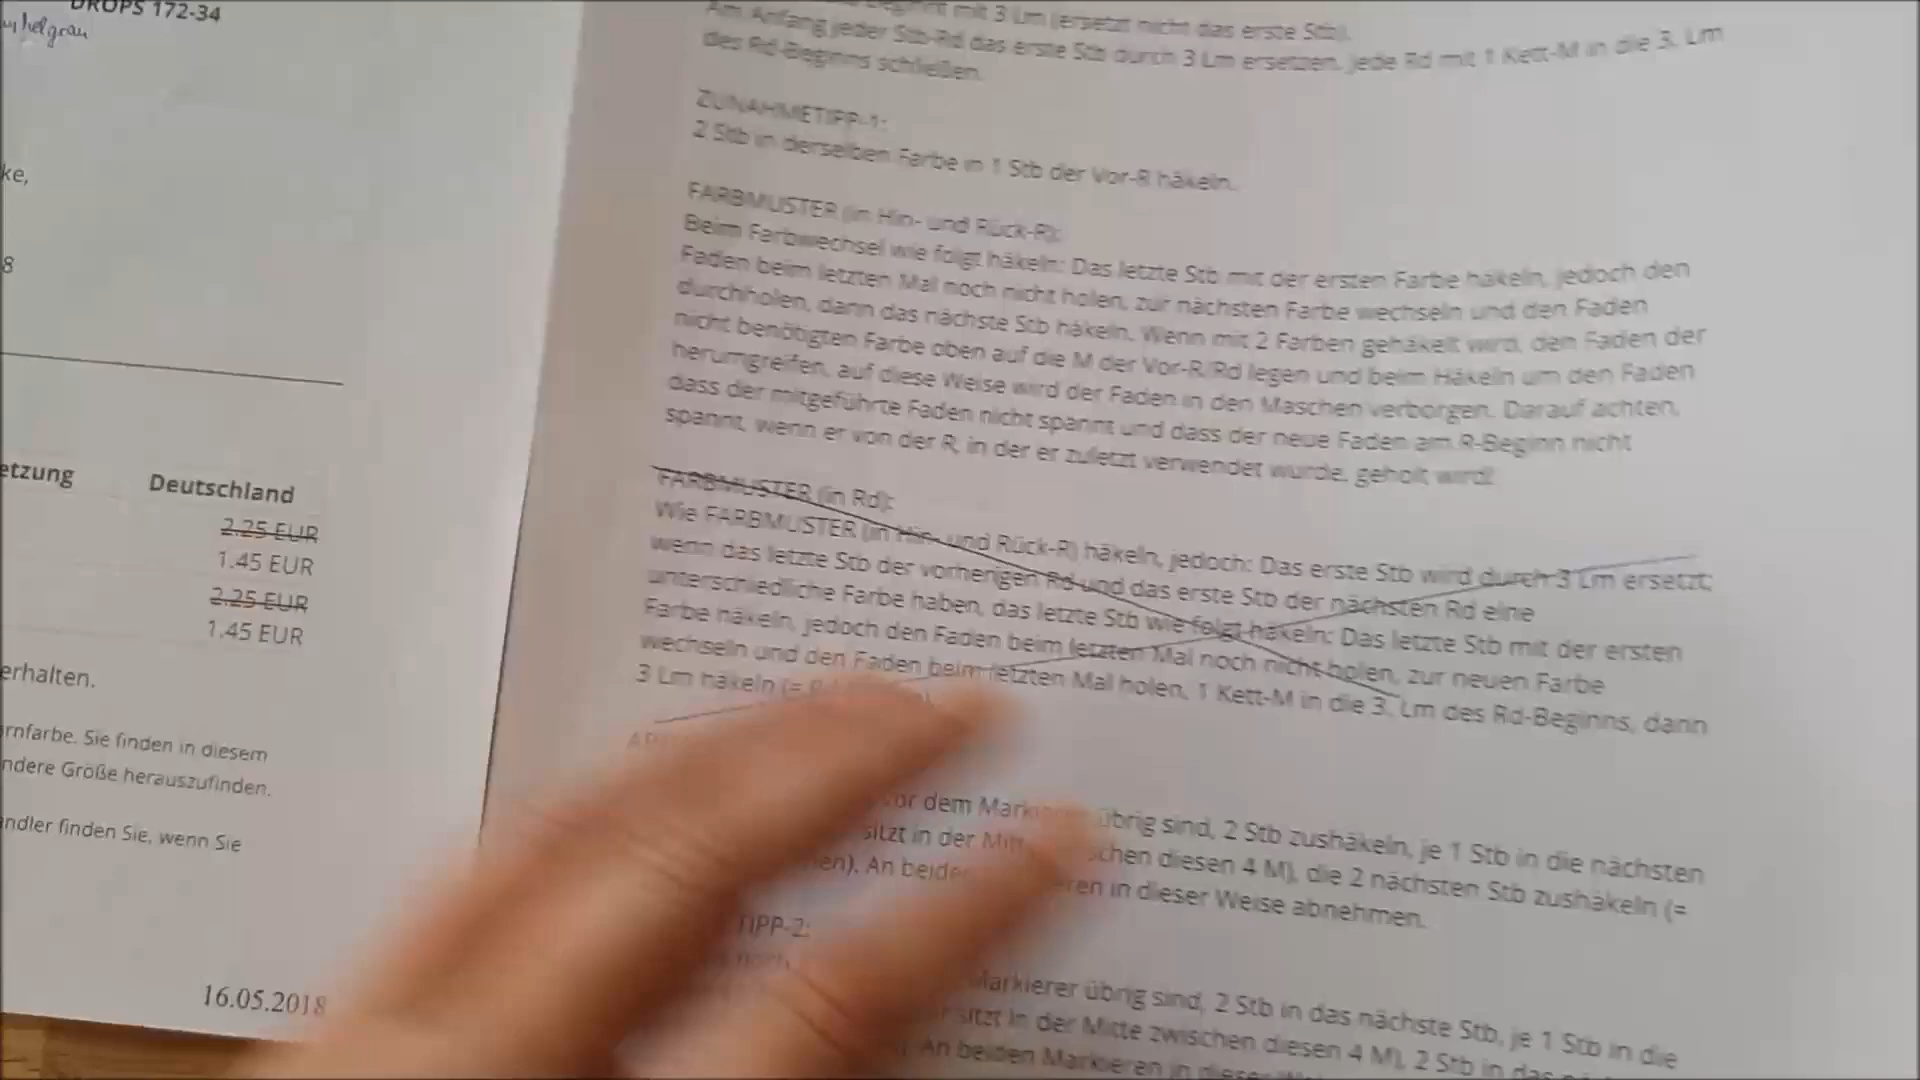 DROPS 172-34
helgrau
ke,
8
etzung Deutschland
2.25 EUR
1.45 EUR
2.25 EUR
1.45 EUR
erhalten.
rnfarbe. Sie finden in diesem
ndere Größe herauszufinden.
ändler finden Sie, wenn Sie
16.05.2018
beginnt mit 3 Lm (ersetzt nicht das erste Stb).
Am Anfang jeder Stb-Rd das erste Stb durch 3 Lm ersetzen. Jede Rd mit 1 Kett-M in die 3. Lm
des Rd-Beginns schließen.
ZUNAHMETIPP-1:
2 Stb in derselben Farbe in 1 Stb der Vor-R häkeln.
FARBMUSTER (in Hin- und Rück-R):
Beim Farbwechsel wie folgt häkeln: Das letzte Stb mit der ersten Farbe häkeln, jedoch den
Faden beim letzten Mal noch nicht holen, zur nächsten Farbe wechseln und den Faden
durchholen, dann das nächste Stb häkeln. Wenn mit 2 Farben gehäkelt wird, den Faden der
nicht benötigten Farbe oben auf die M der Vor-R/Rd legen und beim Häkeln um den Faden
herumgreifen, auf diese Weise wird der Faden in den Maschen verborgen. Darauf achten,
dass der mitgeführte Faden nicht spannt und dass der neue Faden am R-Beginn nicht
spannt, wenn er von der R, in der er zuletzt verwendet wurde, geholt wird!
FARBMUSTER (in Rd):
Wie FARBMUSTER (in Hin- und Rück-R) häkeln, jedoch: Das erste Stb wird durch 3 Lm ersetzt;
wenn das letzte Stb der vorherigen Rd und das erste Stb der nächsten Rd eine
unterschiedliche Farbe haben, das letzte Stb wie folgt häkeln: Das letzte Stb mit der ersten
Farbe häkeln, jedoch den Faden beim letzten Mal noch nicht holen, zur neuen Farbe
wechseln und den Faden beim letzten Mal holen, 1 Kett-M in die 3. Lm des Rd-Beginns, dann
3 Lm häkeln (=
vor dem übrig sind, 2 Stb zushäkeln, je 1 Stb in die nächsten
sitzt in der diesen 4 M), die 2 nächsten Stb zushäkeln (=
An in dieser Weise abnehmen.
TIPP-2:
noch Markierer übrig sind, 2 Stb in das nächste Stb, je 1 Stb in die
sitzt in der Mitte zwischen diesen 4 M), 2 Stb in das
An beiden Markieren in dieser